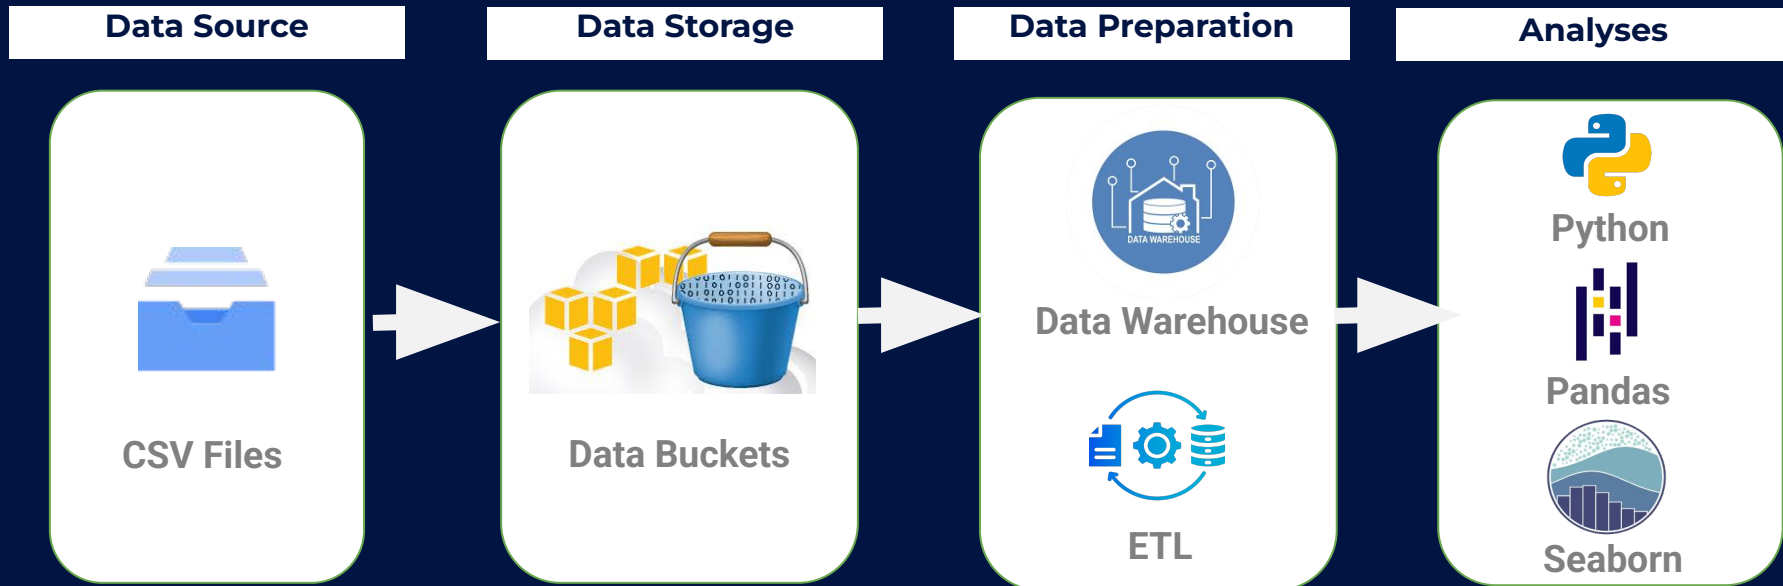 Data Source
Data Storage
Data Preparation
Analyses
CSV Files
Data Buckets
DATA WAREHOUSE
Data Warehouse
ETL
Python
Pandas
Seaborn